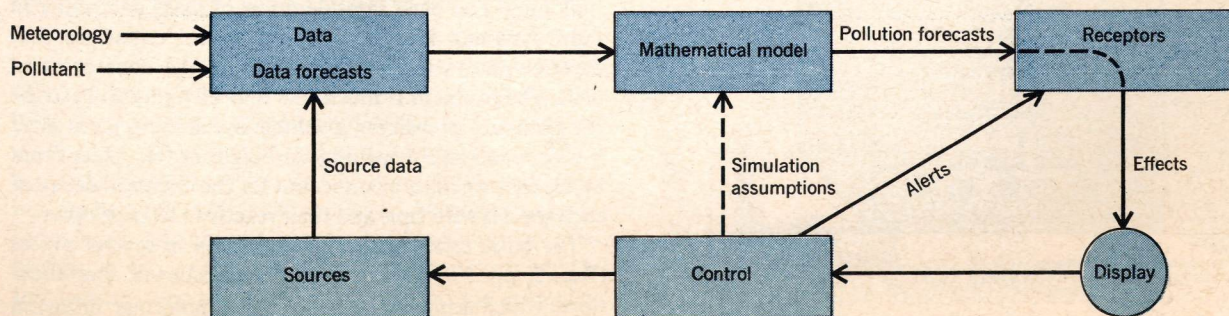 Meteorology
Pollutant
Data
Data forecasts
Mathematical model
Pollution forecasts
Receptors
Source data
Simulation
assumptions
Alerts
Effects
Sources
Control
Display